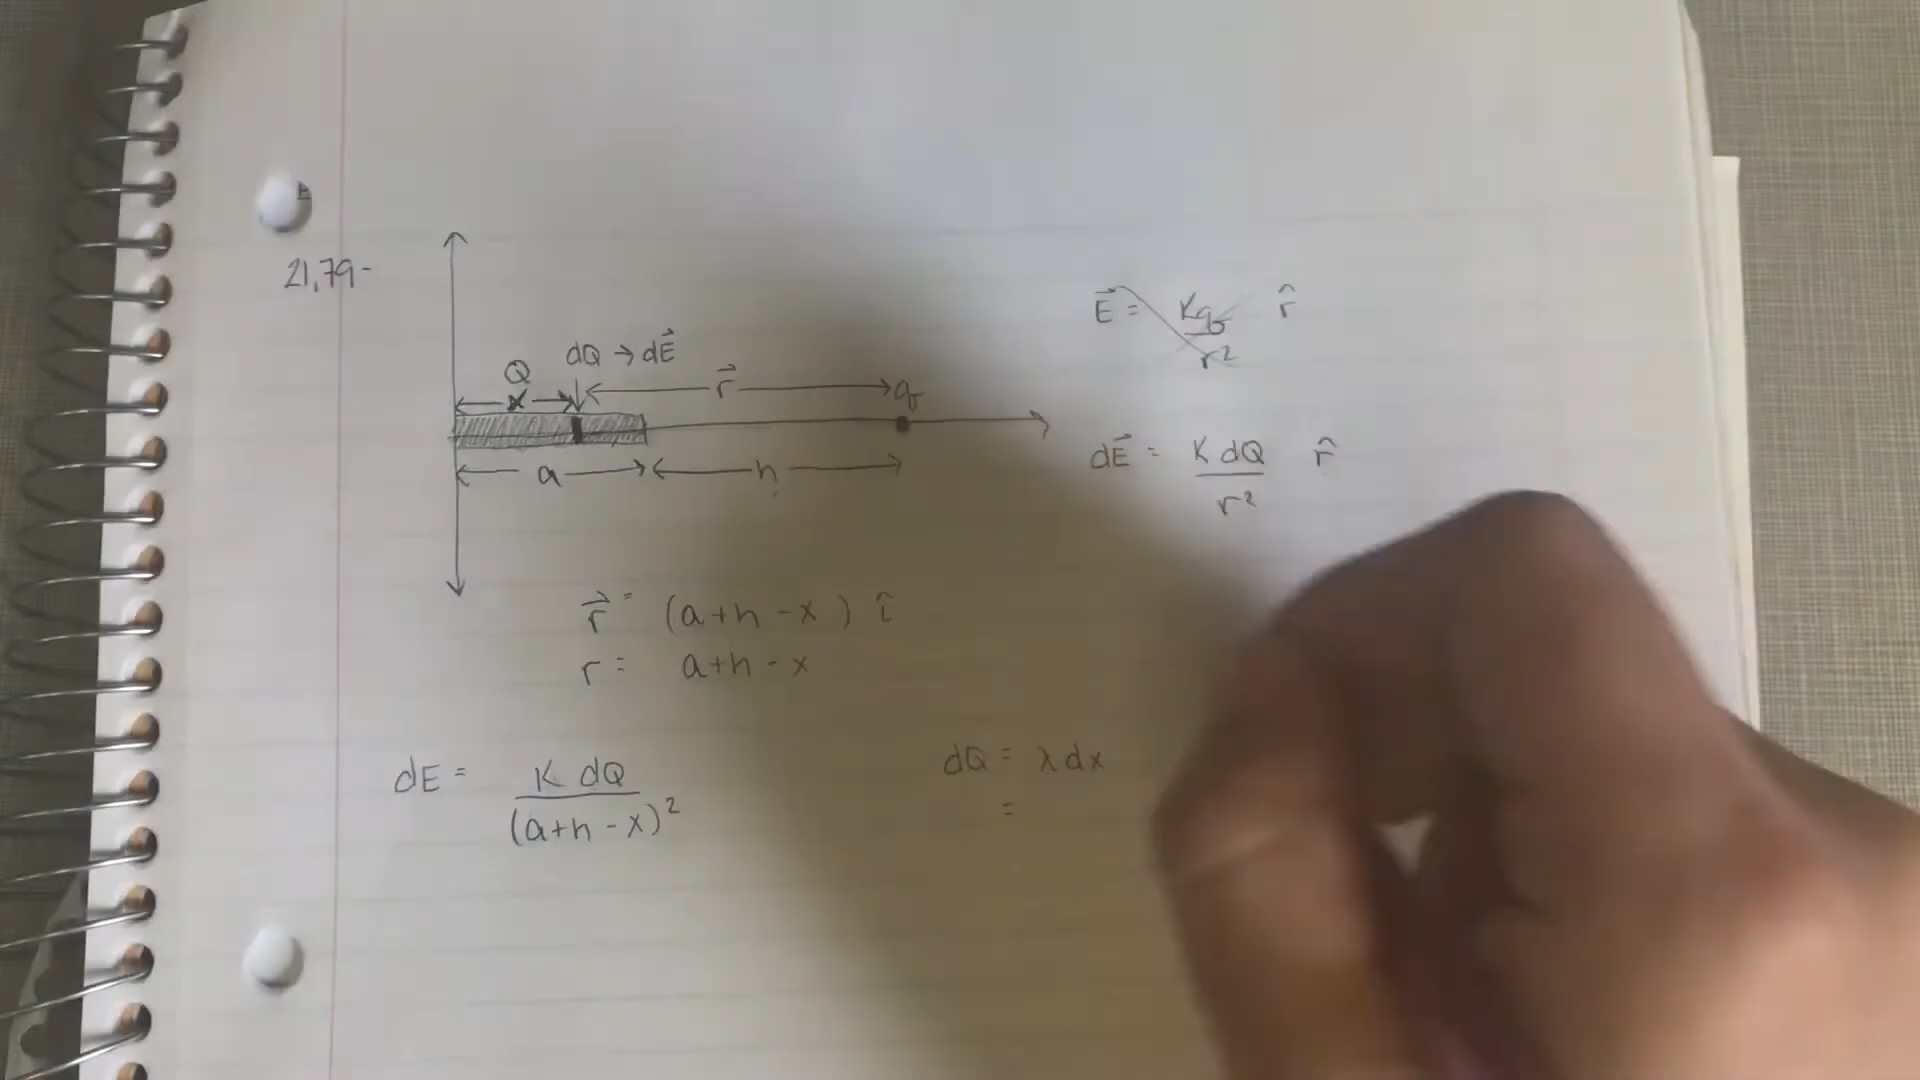 21.79-
E⃗ = Kq/r² r̂
Q dQ → dE⃗
x r⃗ q
a h
dE⃗ = K dQ/r² r̂
r⃗ = (a+h-x) î
r = a+h-x
dE = K dQ/(a+h-x)²
dQ = λdx
=